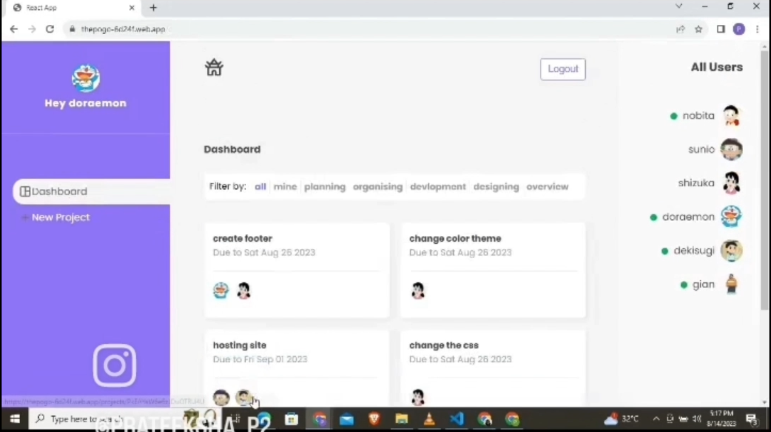 React App
thepogo-6d241.web.app
Hey doraemon
Dashboard
New Project
Logout
Dashboard
Filter by: all mine planning organising devlopment designing overview
create footer
Due to Sat Aug 26 2023
change color theme
Due to Sat Aug 26 2023
hosting site
Due to Fri Sep 01 2023
change the css
Due to Sat Aug 26 2023
All Users
nobita
sunio
shizuka
doraemon
dekisugi
gian
Type here to
32°C
5:17 PM
8/14/2023
@PRATEEKSHA_P2